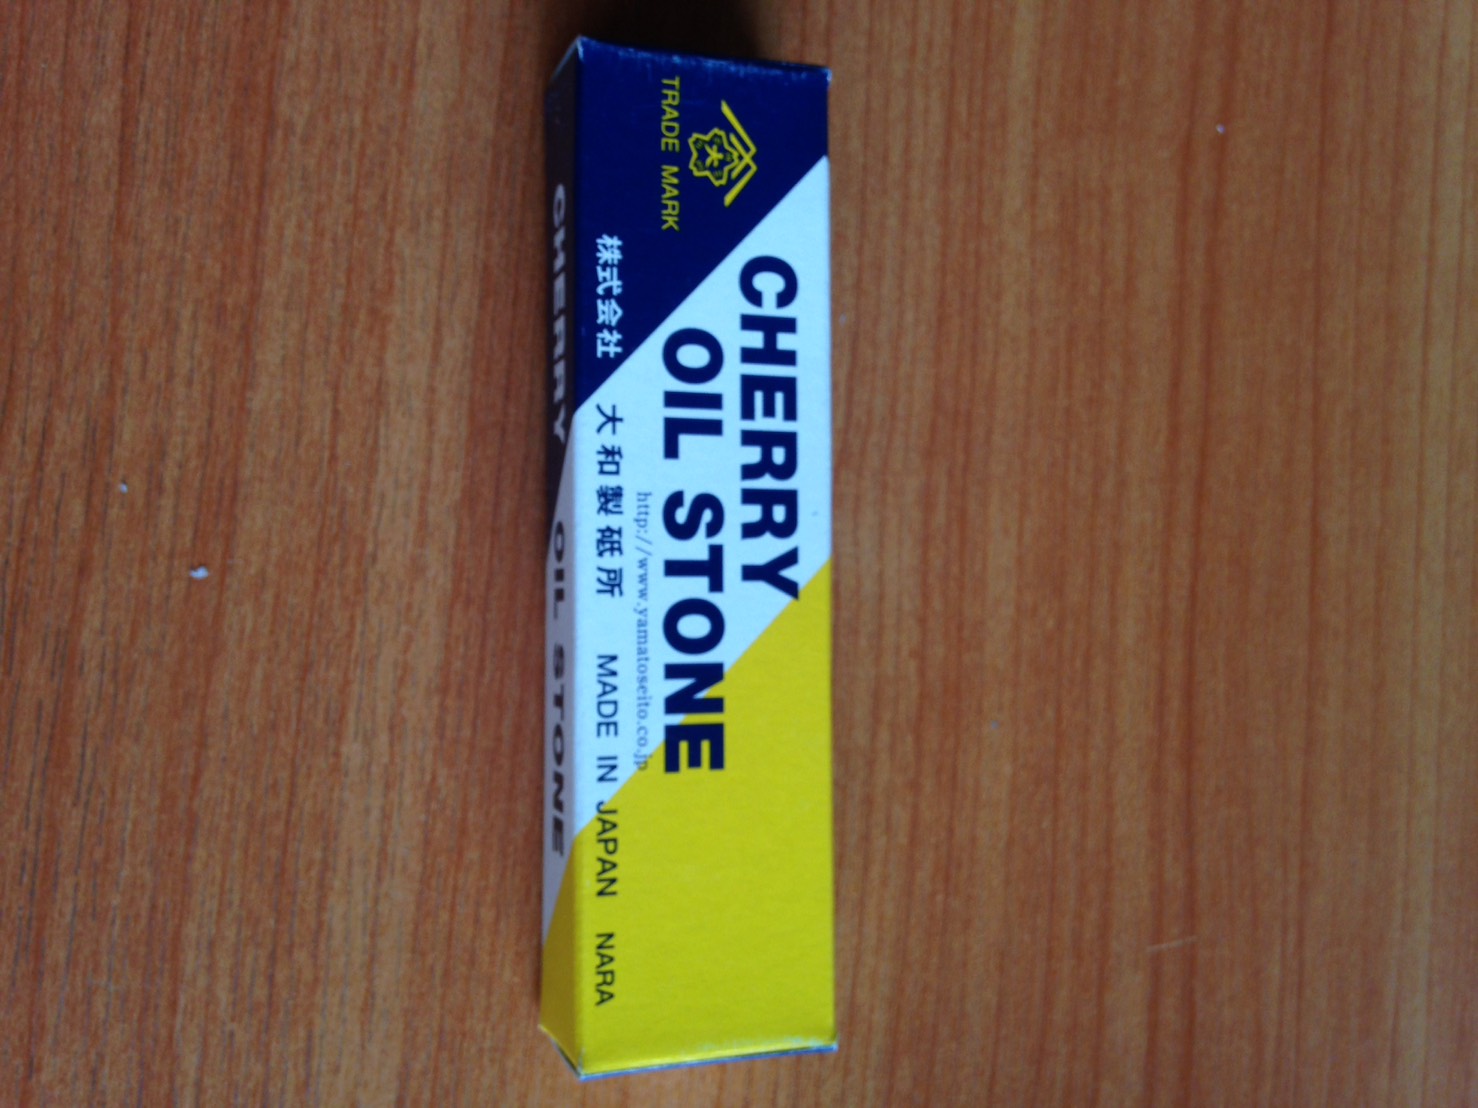 TRADE MARK
CHERRY
OIL STONE
http://www.yamatoseito.co.jp
株式会社 大和製砥所 MADE IN JAPAN NARA
CHERRY OIL STONE